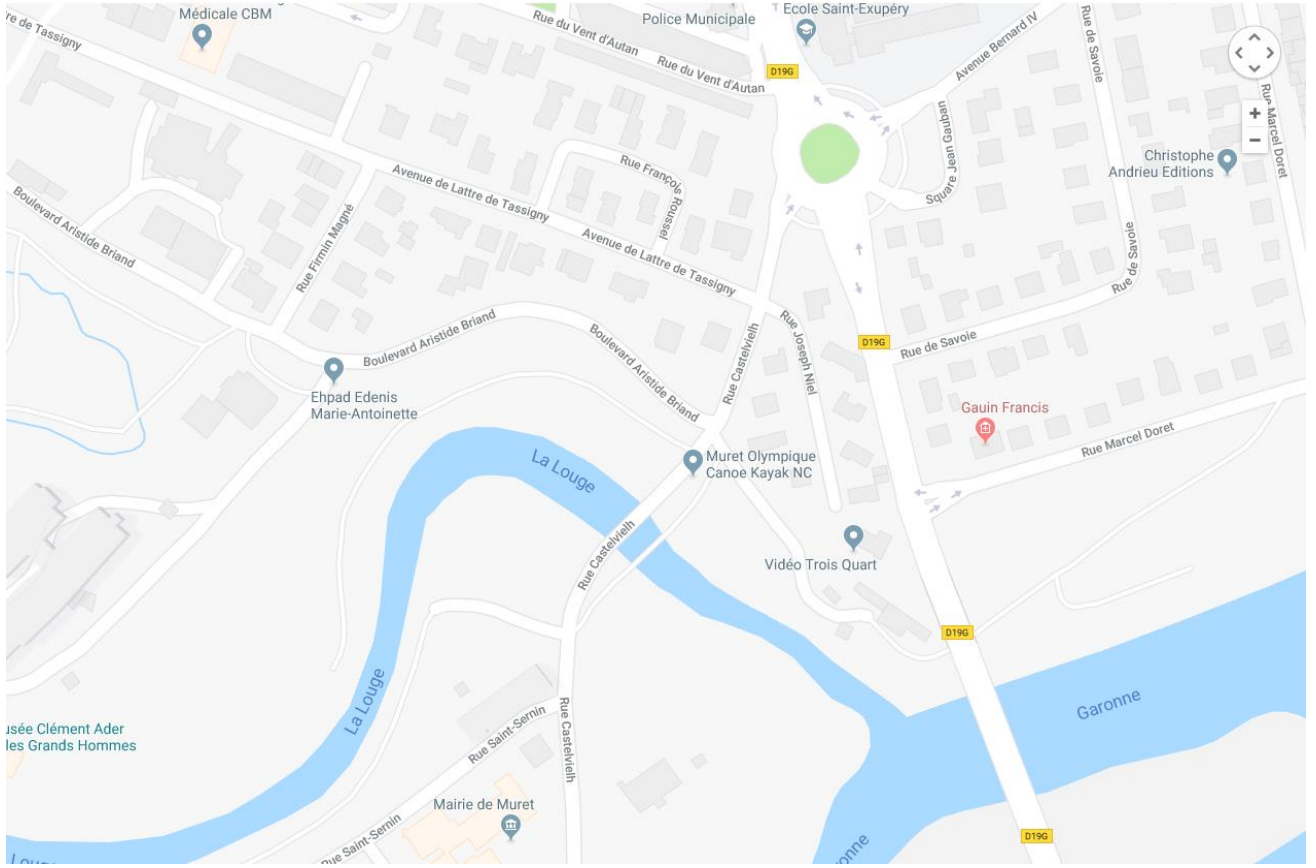 Médicale CBM
re de Tassigny
Rue du Vent d'Autan
Police Municipale
Ecole Saint-Exupéry
Avenue Bernard IV
Rue de Savoie
Rue du Vent d'Autan
D19G
Rue Marcel Doret
+
−
Rue François Roussel
Square Jean Gauban
Christophe
Andrieu Editions
Avenue de Lattre de Tassigny
Boulevard Aristide Briand
Rue Firmin Magné
Avenue de Lattre de Tassigny
Rue de Savoie
Boulevard Aristide Briand
Boulevard Aristide Briand
Rue Castelvielh
Rue Joseph Niel
D19G
Rue de Savoie
Ehpad Edenis
Marie-Antoinette
Gauin Francis
Rue Marcel Doret
La Louge
Muret Olympique
Canoe Kayak NC
Rue Castelvielh
Vidéo Trois Quart
D19G
La Louge
Garonne
usée Clément Ader
les Grands Hommes
Rue Saint-Sernin
Rue Castelvielh
Mairie de Muret
Rue Saint-Sernin
D19G